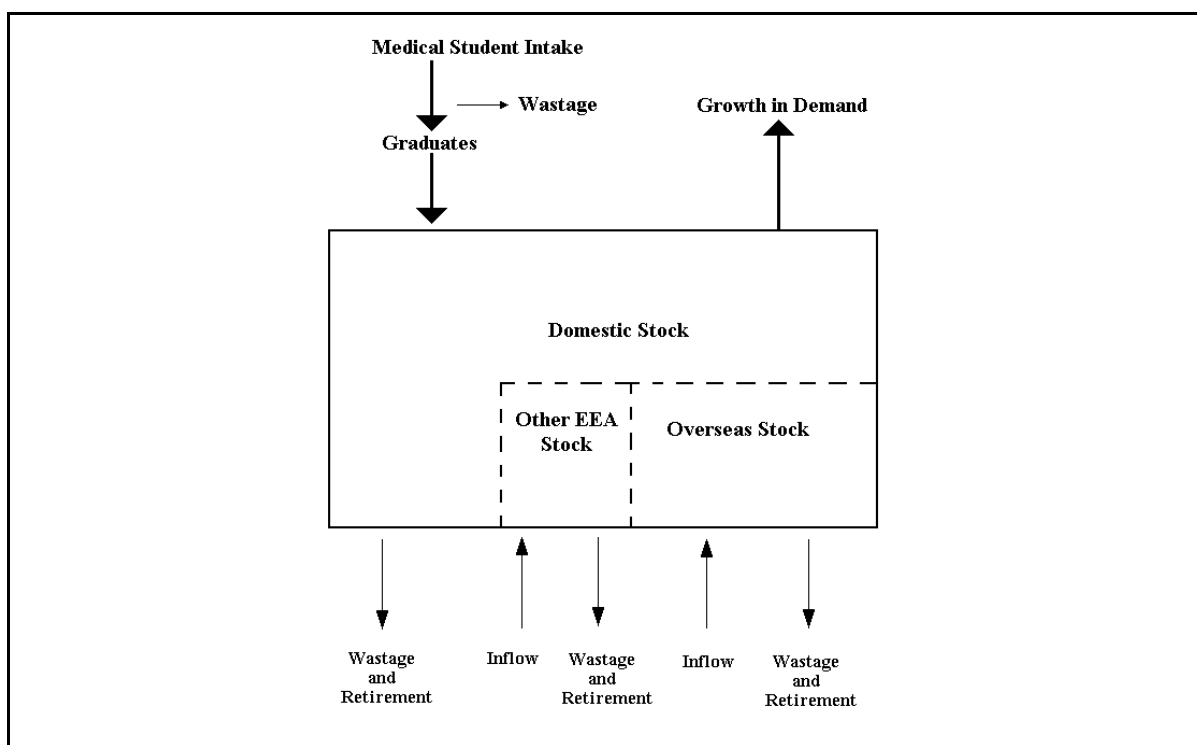 Medical Student Intake
Wastage
Growth in Demand
Graduates
Domestic Stock
Other EEA
Stock
Overseas Stock
Wastage
and
Retirement
Inflow
Wastage
and
Retirement
Inflow
Wastage
and
Retirement